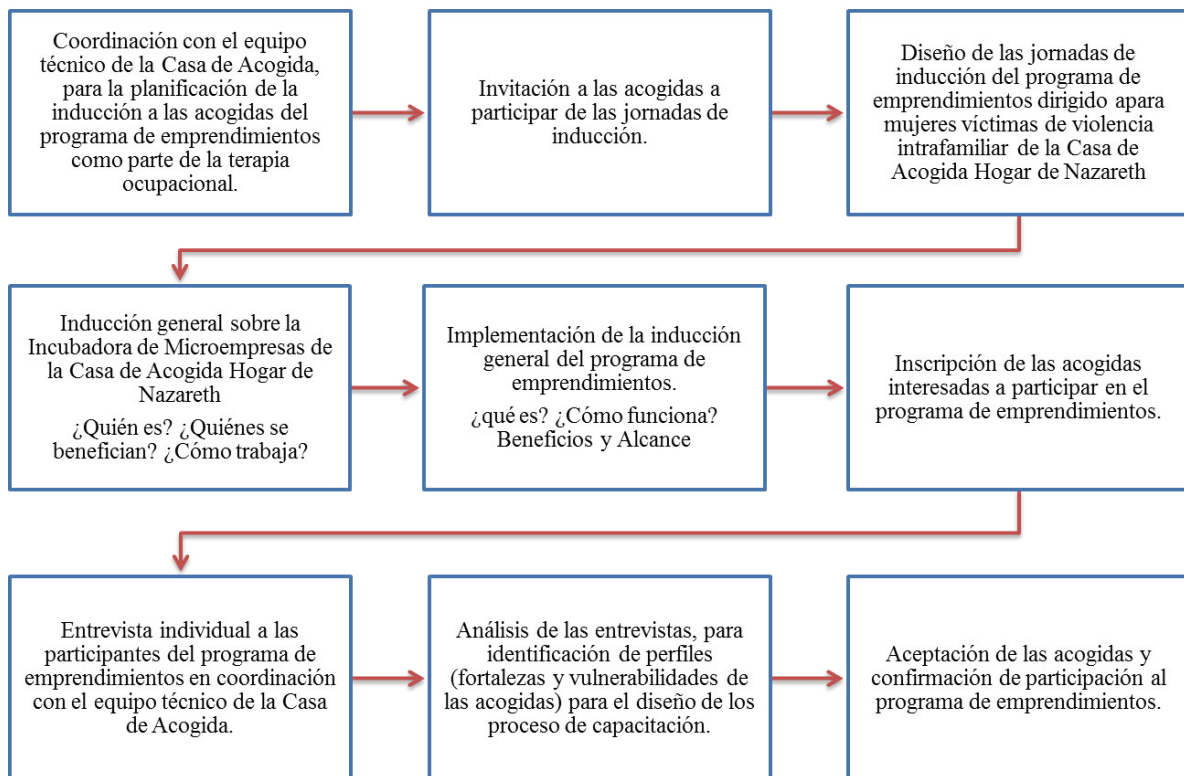 Coordinación con el equipo
técnico de la Casa de Acogida,
para la planificación de la
inducción a las acogidas del
programa de emprendimientos
como parte de la terapia
ocupacional.
Invitación a las acogidas a
participar de las jornadas de
inducción.
Diseño de las jornadas de
inducción del programa de
emprendimientos dirigido apara
mujeres víctimas de violencia
intrafamiliar de la Casa de
Acogida Hogar de Nazareth
Inducción general sobre la
Incubadora de Microempresas de
la Casa de Acogida Hogar de
Nazareth
¿Quién es? ¿Quiénes se
benefician? ¿Cómo trabaja?
Implementación de la inducción
general del programa de
emprendimientos.
¿qué es? ¿Cómo funciona?
Beneficios y Alcance
Inscripción de las acogidas
interesadas a participar en el
programa de emprendimientos.
Entrevista individual a las
participantes del programa de
emprendimientos en coordinación
con el equipo técnico de la Casa
de Acogida.
Análisis de las entrevistas, para
identificación de perfiles
(fortalezas y vulnerabilidades de
las acogidas) para el diseño de los
proceso de capacitación.
Aceptación de las acogidas y
confirmación de participación al
programa de emprendimientos.